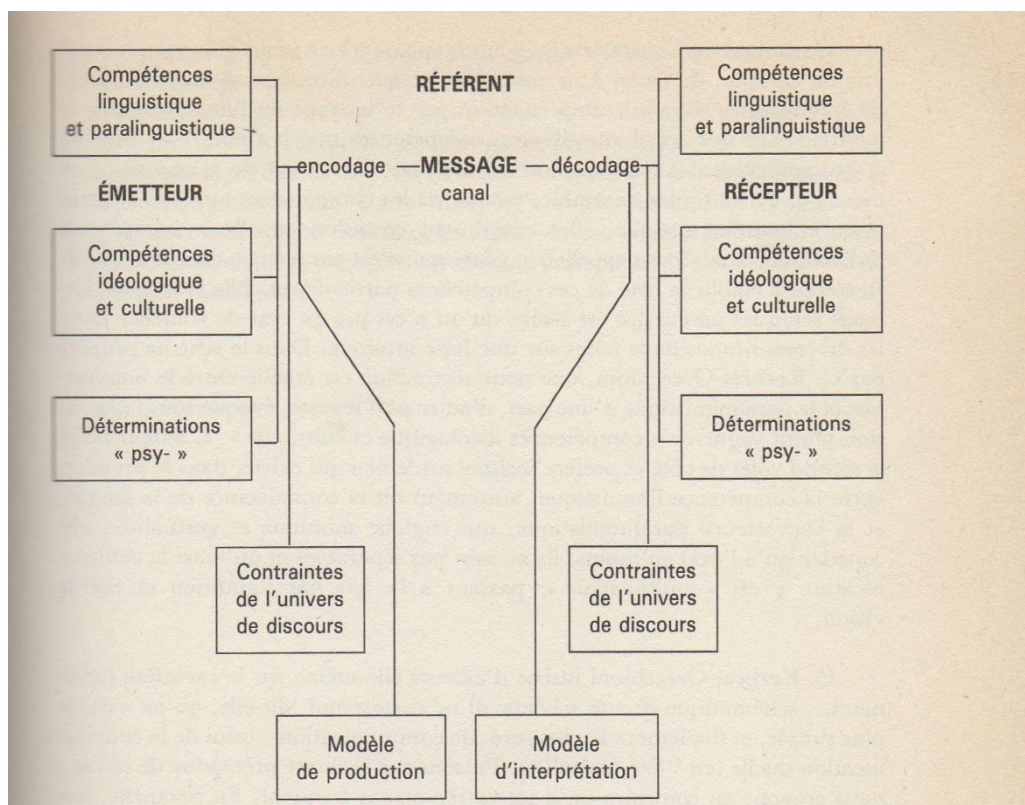 Compétences
linguistique
et paralinguistique
RÉFÉRENT
Compétences
linguistique
et paralinguistique
encodage
MESSAGE
décodage
canal
ÉMETTEUR
RÉCEPTEUR
Compétences
idéologique
et culturelle
Compétences
idéologique
et culturelle
Déterminations
« psy- »
Déterminations
« psy- »
Contraintes
de l'univers
de discours
Contraintes
de l'univers
de discours
Modèle
de production
Modèle
d'interprétation